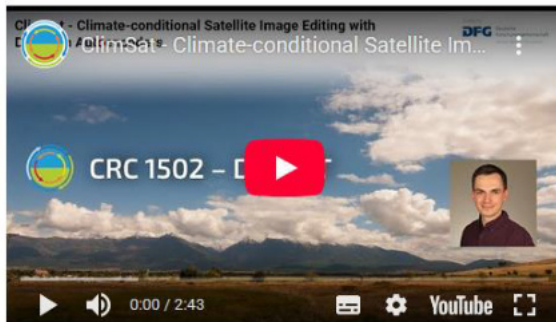 ClimSat - Climate-conditional Satellite Image Editing with
DFG
ClimSat - Climate-conditional Satellite Im...
CRC 1502 –
0:00 / 2:43
YouTube